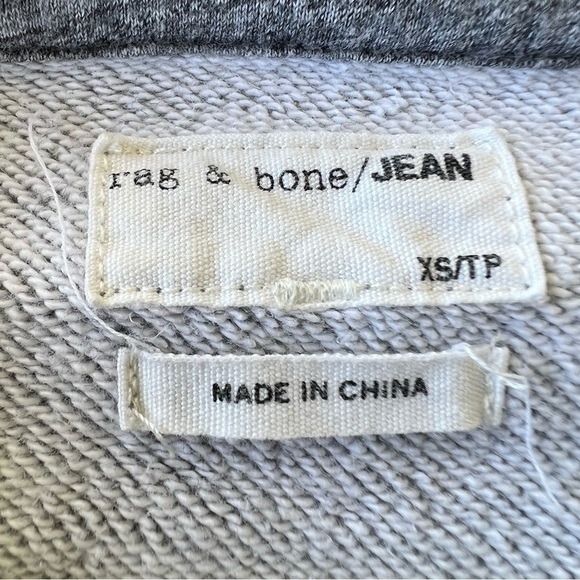 rag & bone/JEAN
XS/TP
MADE IN CHINA